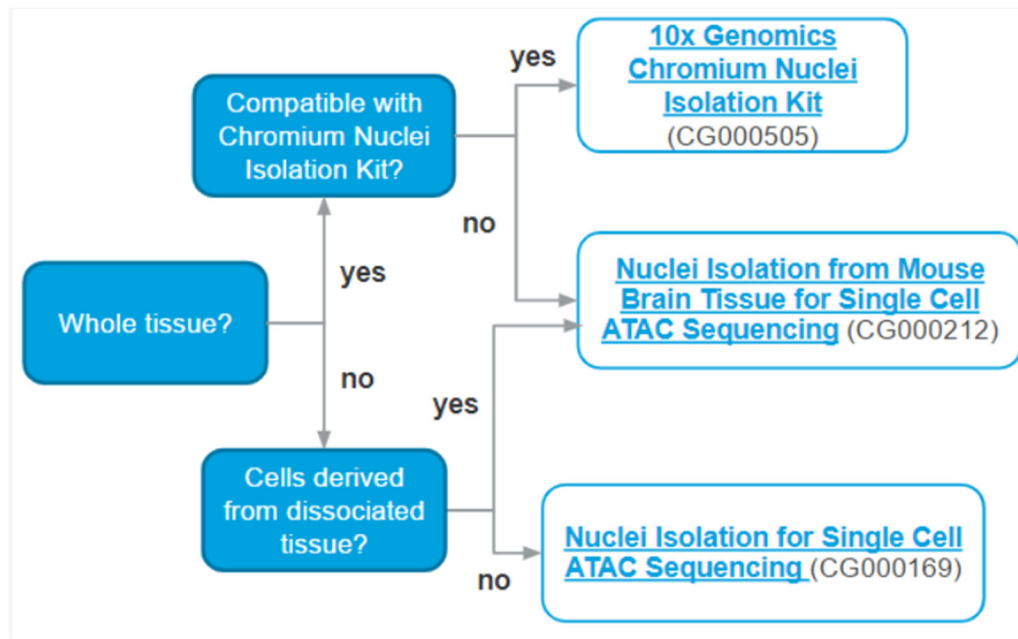 10x Genomics
Chromium Nuclei
Isolation Kit
(CG000505)
yes
Compatible with
Chromium Nuclei
Isolation Kit?
no
Nuclei Isolation from Mouse
Brain Tissue for Single Cell
ATAC Sequencing (CG000212)
yes
Whole tissue?
no
yes
Cells derived
from dissociated
tissue?
Nuclei Isolation for Single Cell
ATAC Sequencing (CG000169)
no